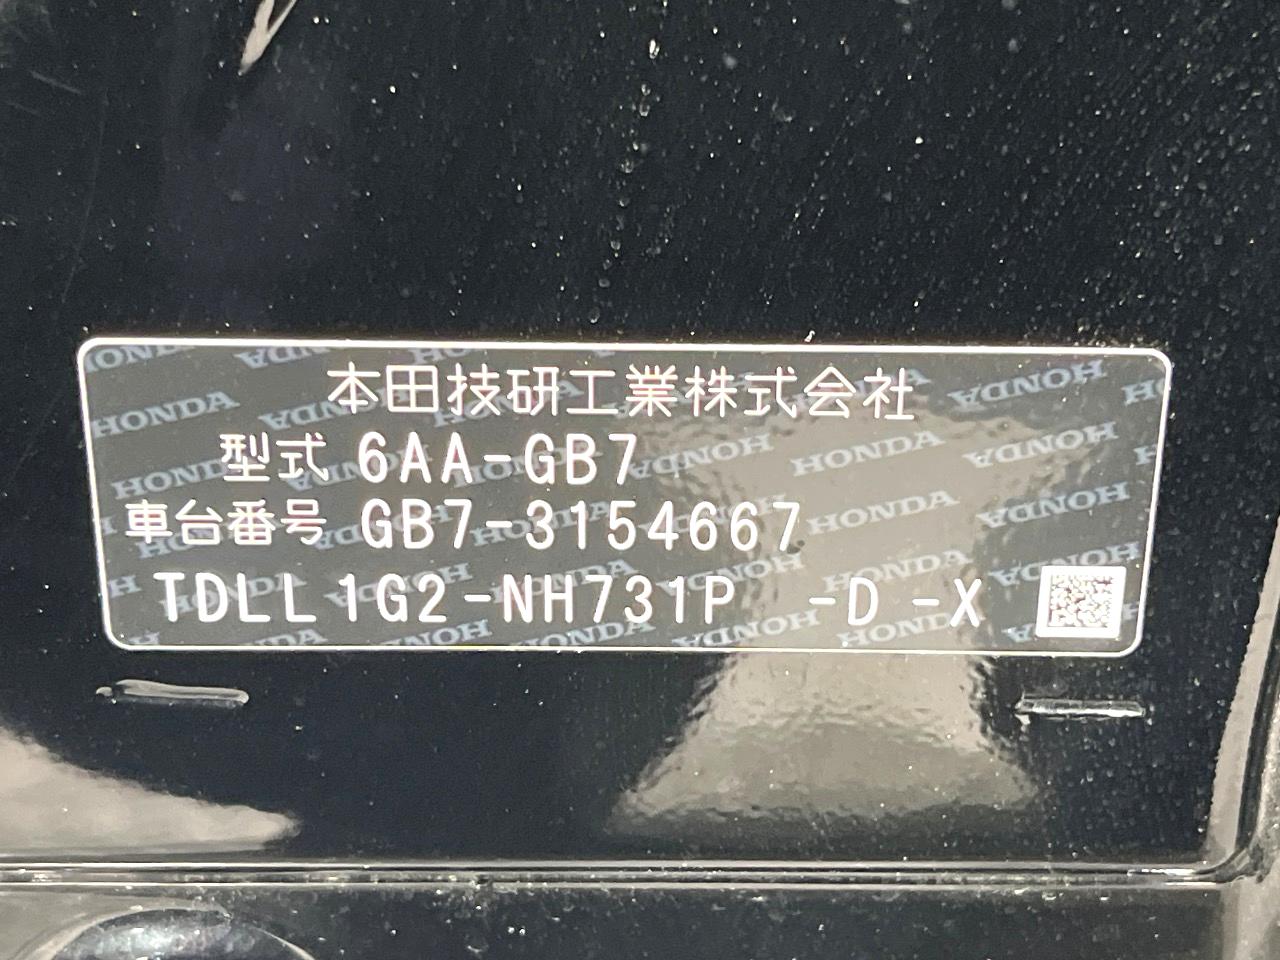 本田技研工業株式会社
型式 6AA-GB7
車台番号 GB7-3154667
TDLL1G2-NH731P -D -X